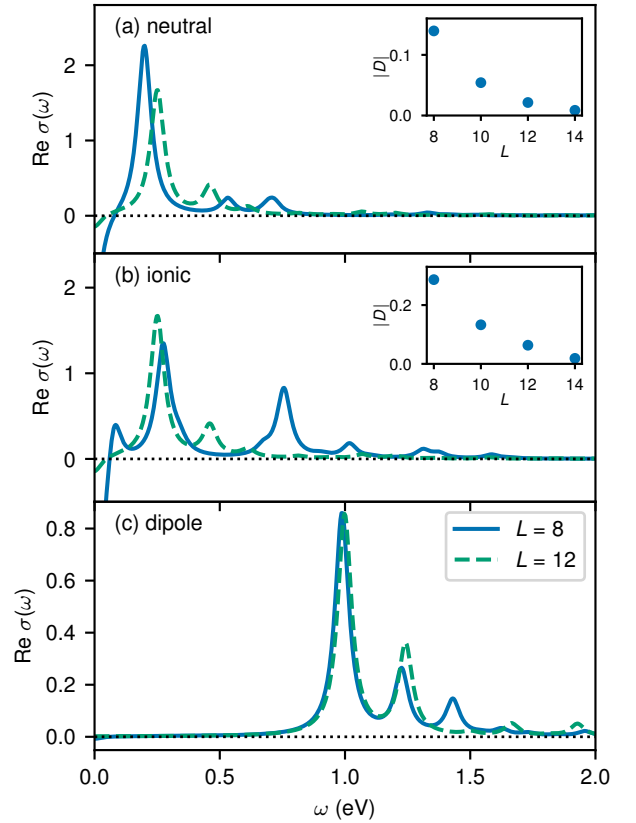 (a) neutral
Re σ(ω)
2
1
0
|D|
0.1
0.0
8 10 12 14
L
(b) ionic
Re σ(ω)
2
1
0
|D|
0.2
0.0
8 10 12 14
L
(c) dipole
Re σ(ω)
0.8
0.6
0.4
0.2
0.0
L = 8
L = 12
0.0 0.5 1.0 1.5 2.0
ω (eV)